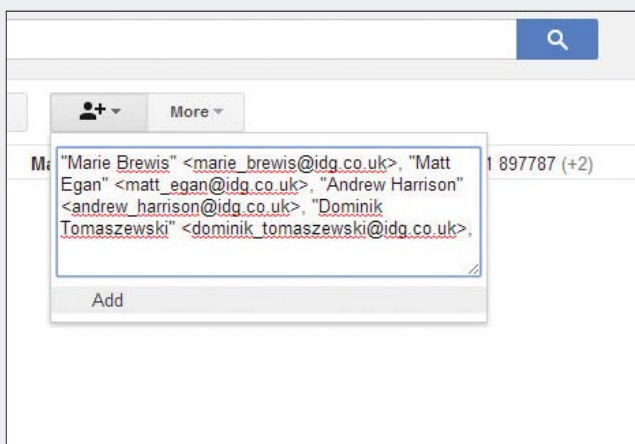 More
Ma
"Marie Brewis" <marie_brewis@idg.co.uk>, "Matt
Egan" <matt_egan@idg.co.uk>, "Andrew Harrison"
<andrew_harrison@idg.co.uk>, "Dominik
Tomaszewski" <dominik_tomaszewski@idg.co.uk>,
1 897787 (+2)
Add